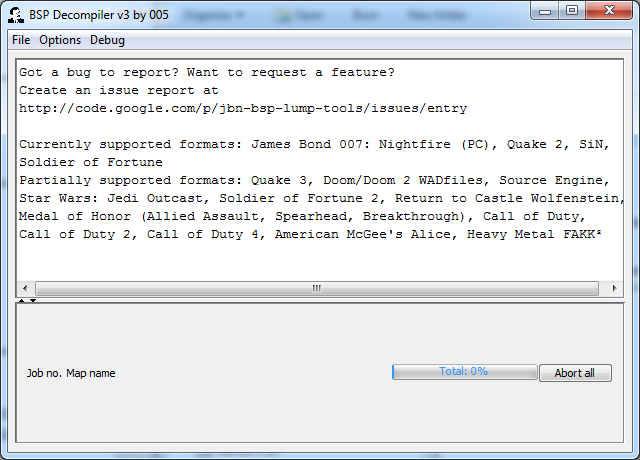 BSP Decompiler v3 by 005
File Options Debug
Got a bug to report? Want to request a feature?
Create an issue report at
http://code.google.com/p/jbn-bsp-lump-tools/issues/entry
Currently supported formats: James Bond 007: Nightfire (PC), Quake 2, SiN,
Soldier of Fortune
Partially supported formats: Quake 3, Doom/Doom 2 WADfiles, Source Engine,
Star Wars: Jedi Outcast, Soldier of Fortune 2, Return to Castle Wolfenstein,
Medal of Honor (Allied Assault, Spearhead, Breakthrough), Call of Duty,
Call of Duty 2, Call of Duty 4, American McGee's Alice, Heavy Metal FAKK²
Job no. Map name
Total: 0%
Abort all